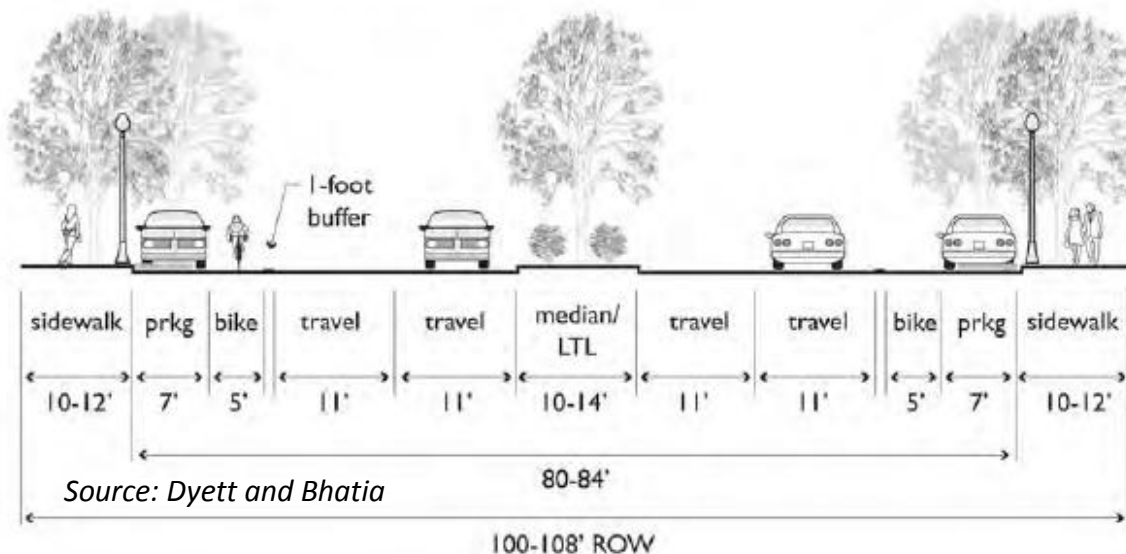 1-foot
buffer
sidewalk prkg bike travel travel median/ travel travel bike prkg sidewalk
LTL
10-12' 7' 5' 11' 11' 10-14' 11' 11' 5' 7' 10-12'
80-84'
Source: Dyett and Bhatia
100-108' ROW